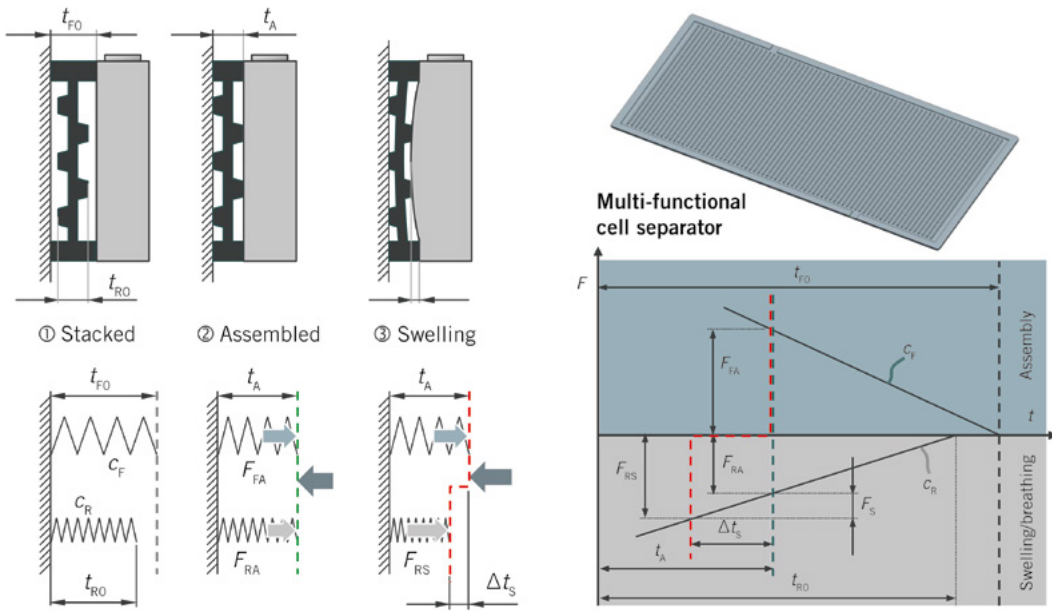 t_F0
t_A
t_R0
① Stacked
② Assembled
③ Swelling
t_F0
t_A
t_A
c_F
F_FA
c_R
F_RA
F_RS
t_R0
Δt_S
Multi-functional
cell separator
F
t_F0
Assembly
F_FA
c_F
t
F_RS
F_RA
c_R
F_S
Δt_S
t_A
t_R0
Swelling/breathing